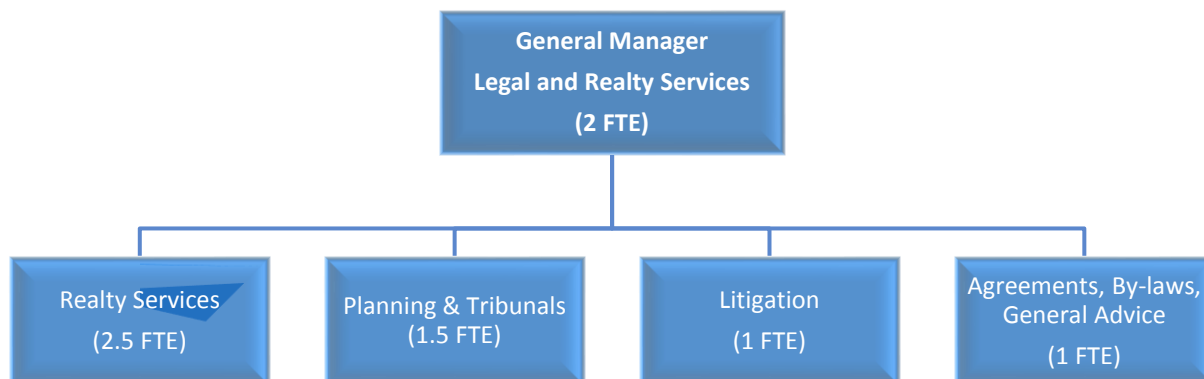 General Manager
Legal and Realty Services
(2 FTE)
Realty Services
(2.5 FTE)
Planning & Tribunals
(1.5 FTE)
Litigation
(1 FTE)
Agreements, By-laws,
General Advice
(1 FTE)